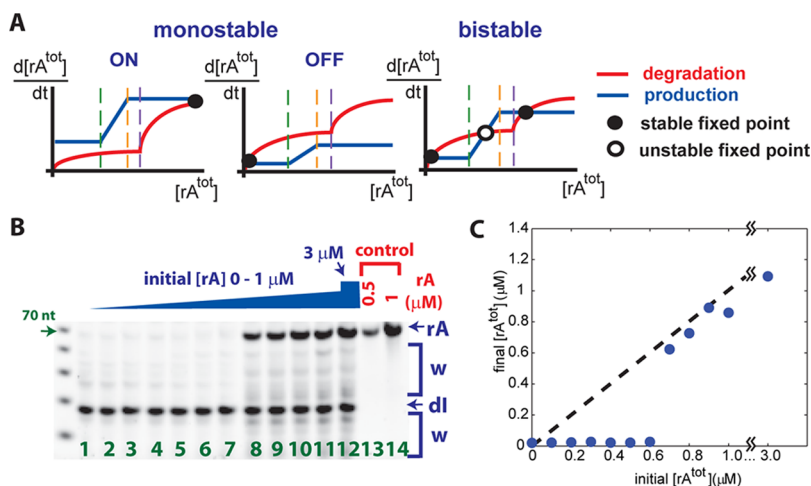 A
monostable
bistable
ON
OFF
d[rA^tot]
dt
[rA^tot]
d[rA^tot]
dt
[rA^tot]
[rA^tot]
degradation
production
stable fixed point
unstable fixed point
B
initial [rA] 0 - 1 μM
3 μM
control
0.5
1
rA
(μM)
70 nt
rA
w
dI
w
1 2 3 4 5 6 7 8 9 10 11 12 13 14
C
final [rA^tot] (μM)
1.4
1.2
1
0.8
0.6
0.4
0.2
0
0 0.2 0.4 0.6 0.8 1.0... 3.0
initial [rA^tot](μM)